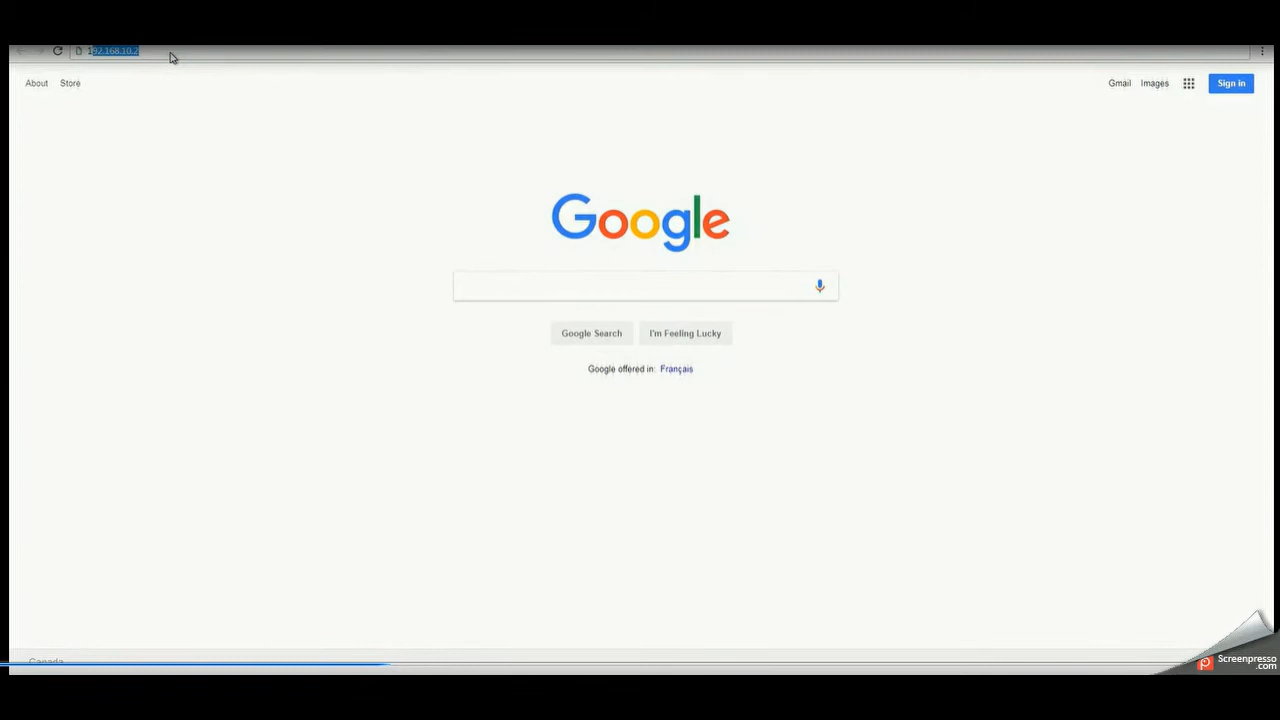 192.168.10.2
About Store Gmail Images Sign in
Google
Google Search I'm Feeling Lucky
Google offered in: Français
Canada
Screenpresso
.com